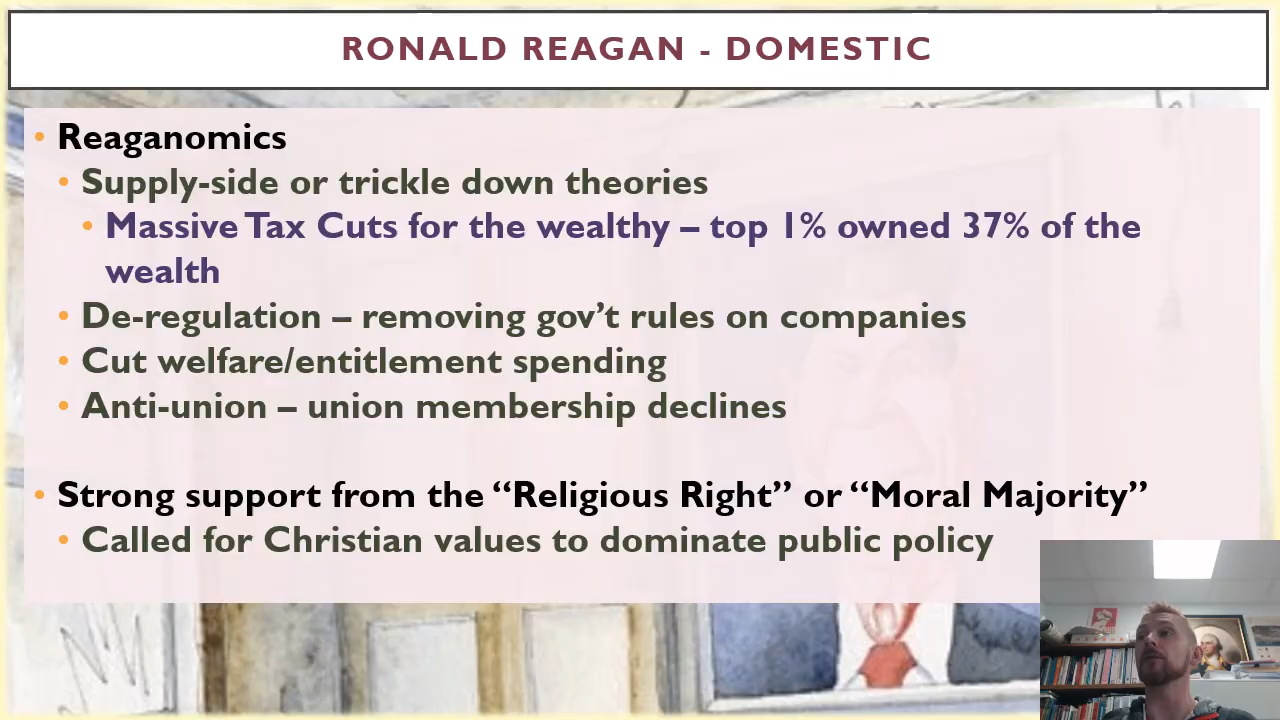 RONALD REAGAN - DOMESTIC
• Reaganomics
• Supply-side or trickle down theories
• Massive Tax Cuts for the wealthy – top 1% owned 37% of the
wealth
• De-regulation – removing gov’t rules on companies
• Cut welfare/entitlement spending
• Anti-union – union membership declines
• Strong support from the “Religious Right” or “Moral Majority”
• Called for Christian values to dominate public policy